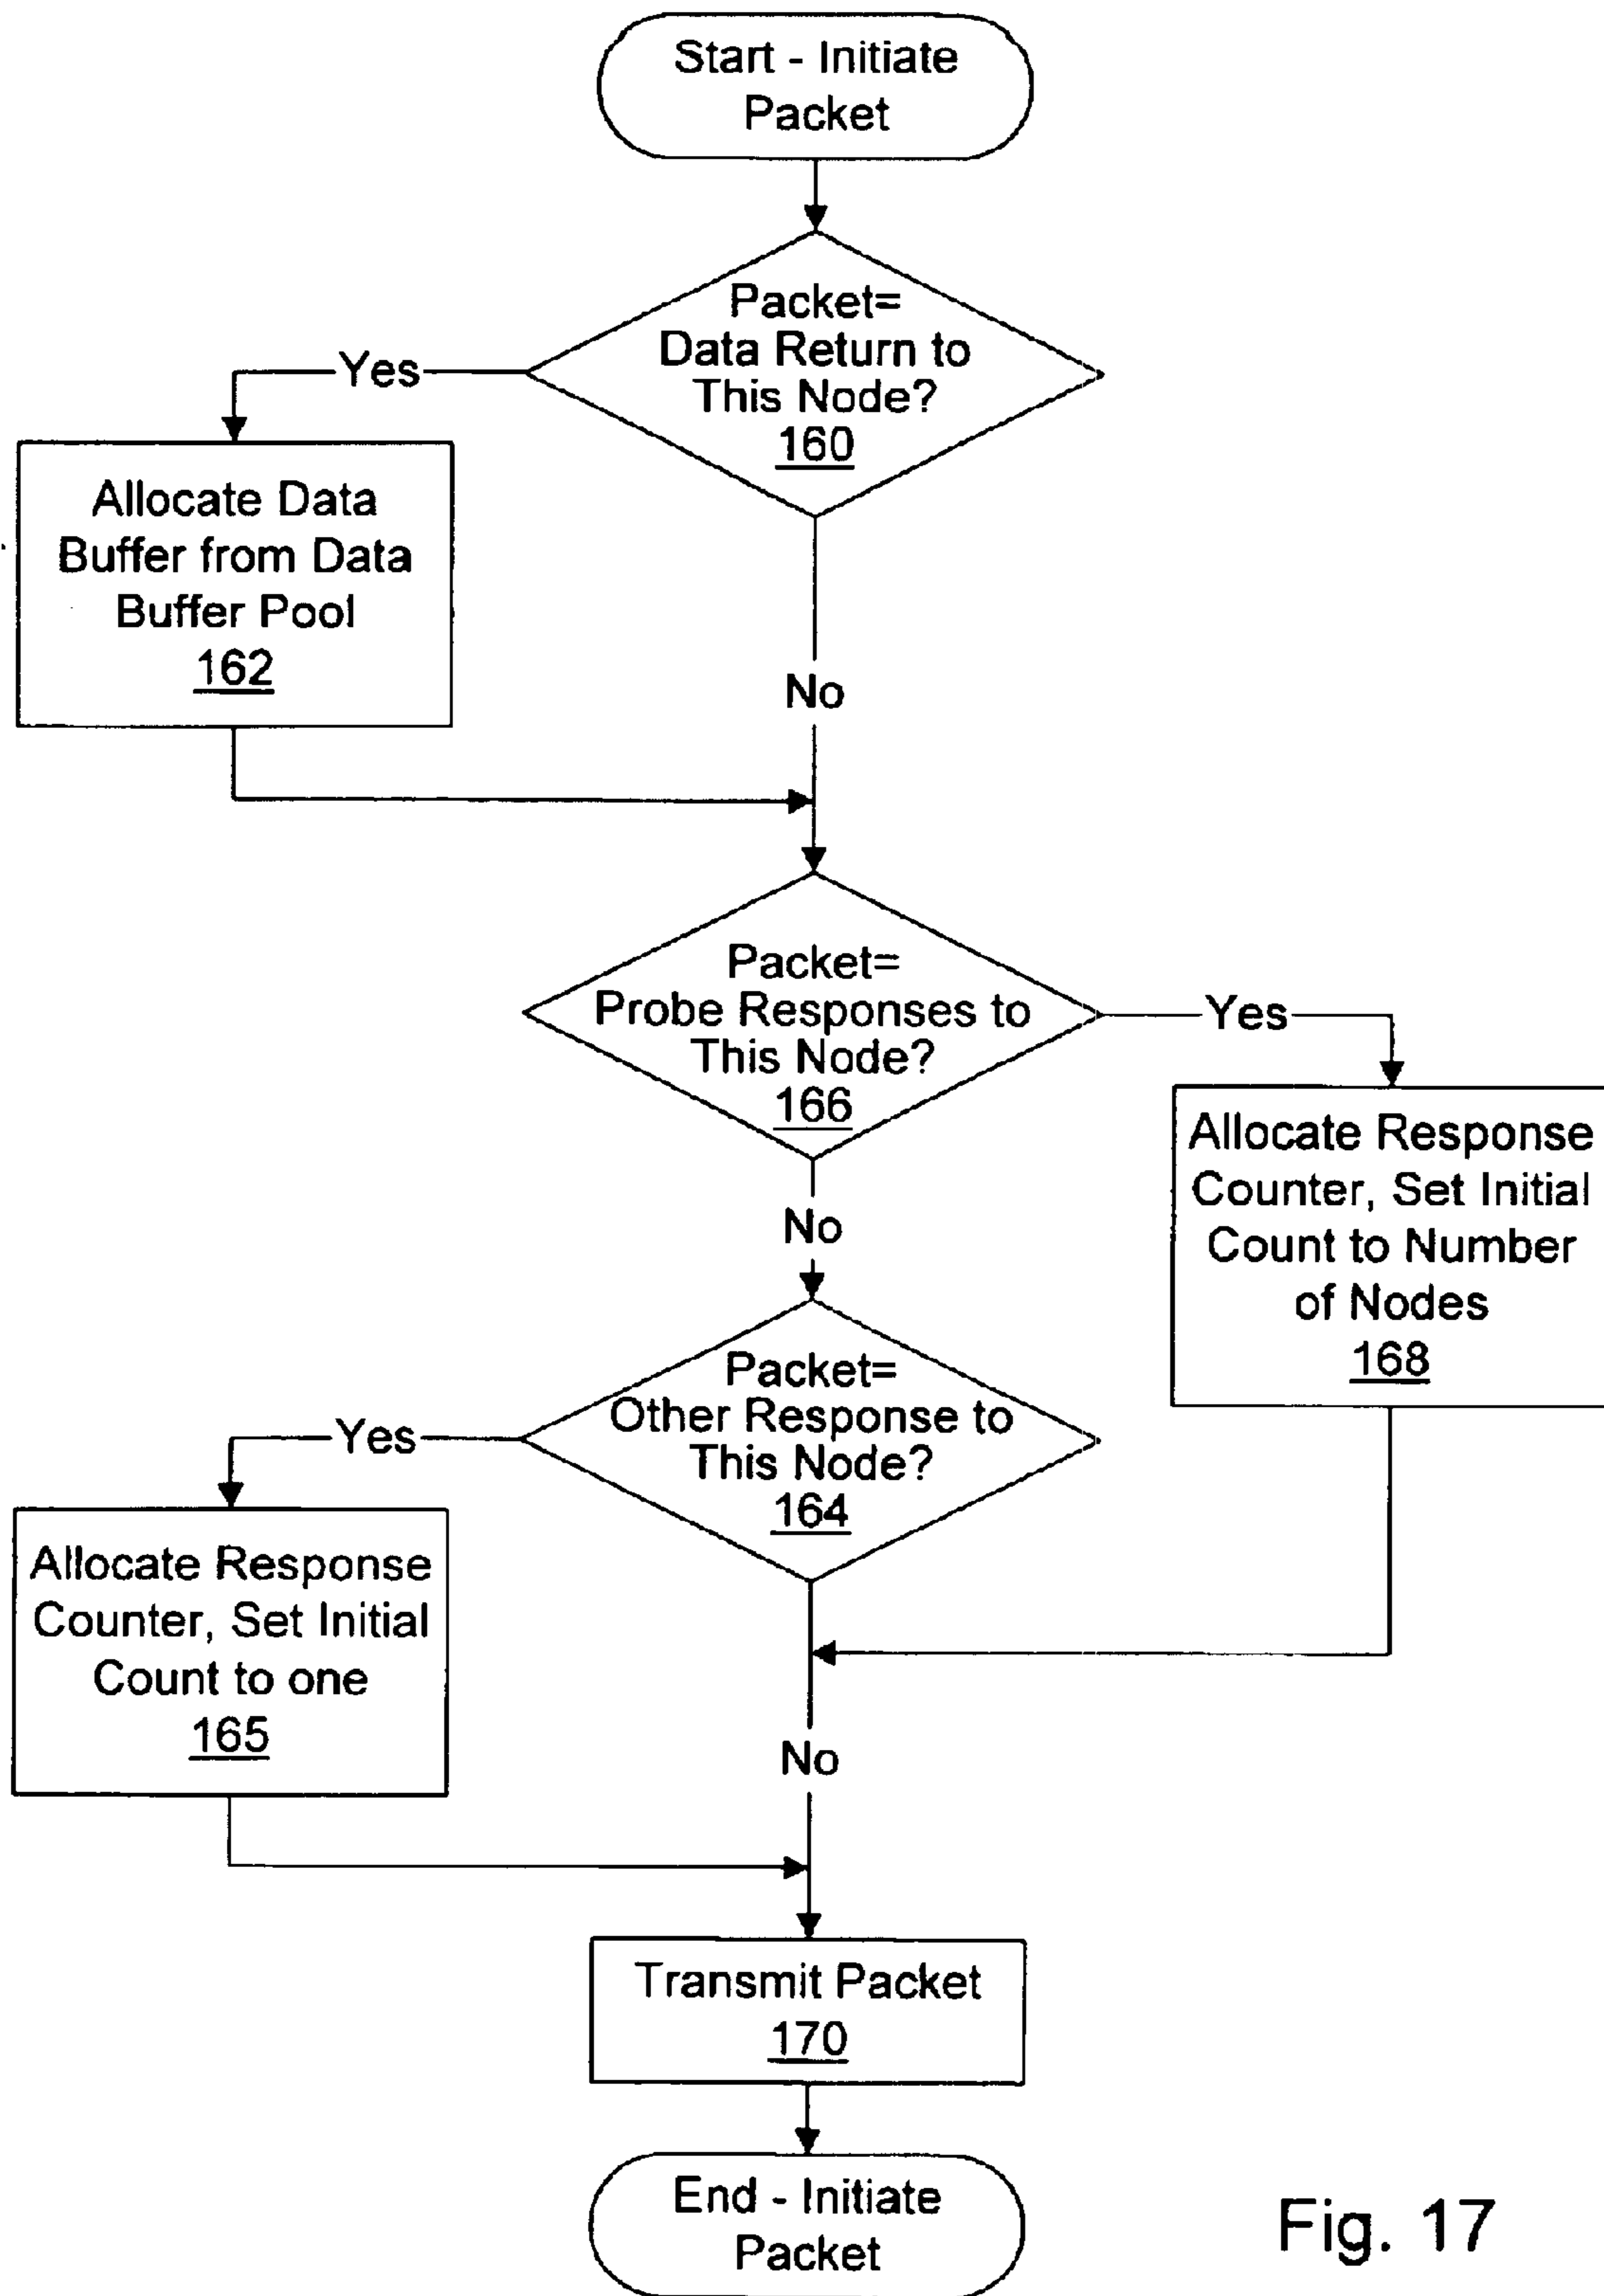 Start - Initiate
Packet
Packet=
Data Return to
This Node?
160
Yes
Allocate Data
Buffer from Data
Buffer Pool
162
No
Packet=
Probe Responses to
This Node?
166
Yes
Allocate Response
Counter, Set Initial
Count to Number
of Nodes
168
No
Packet=
Other Response to
This Node?
164
Yes
Allocate Response
Counter, Set Initial
Count to one
165
No
Transmit Packet
170
End - Initiate
Packet
Fig. 17